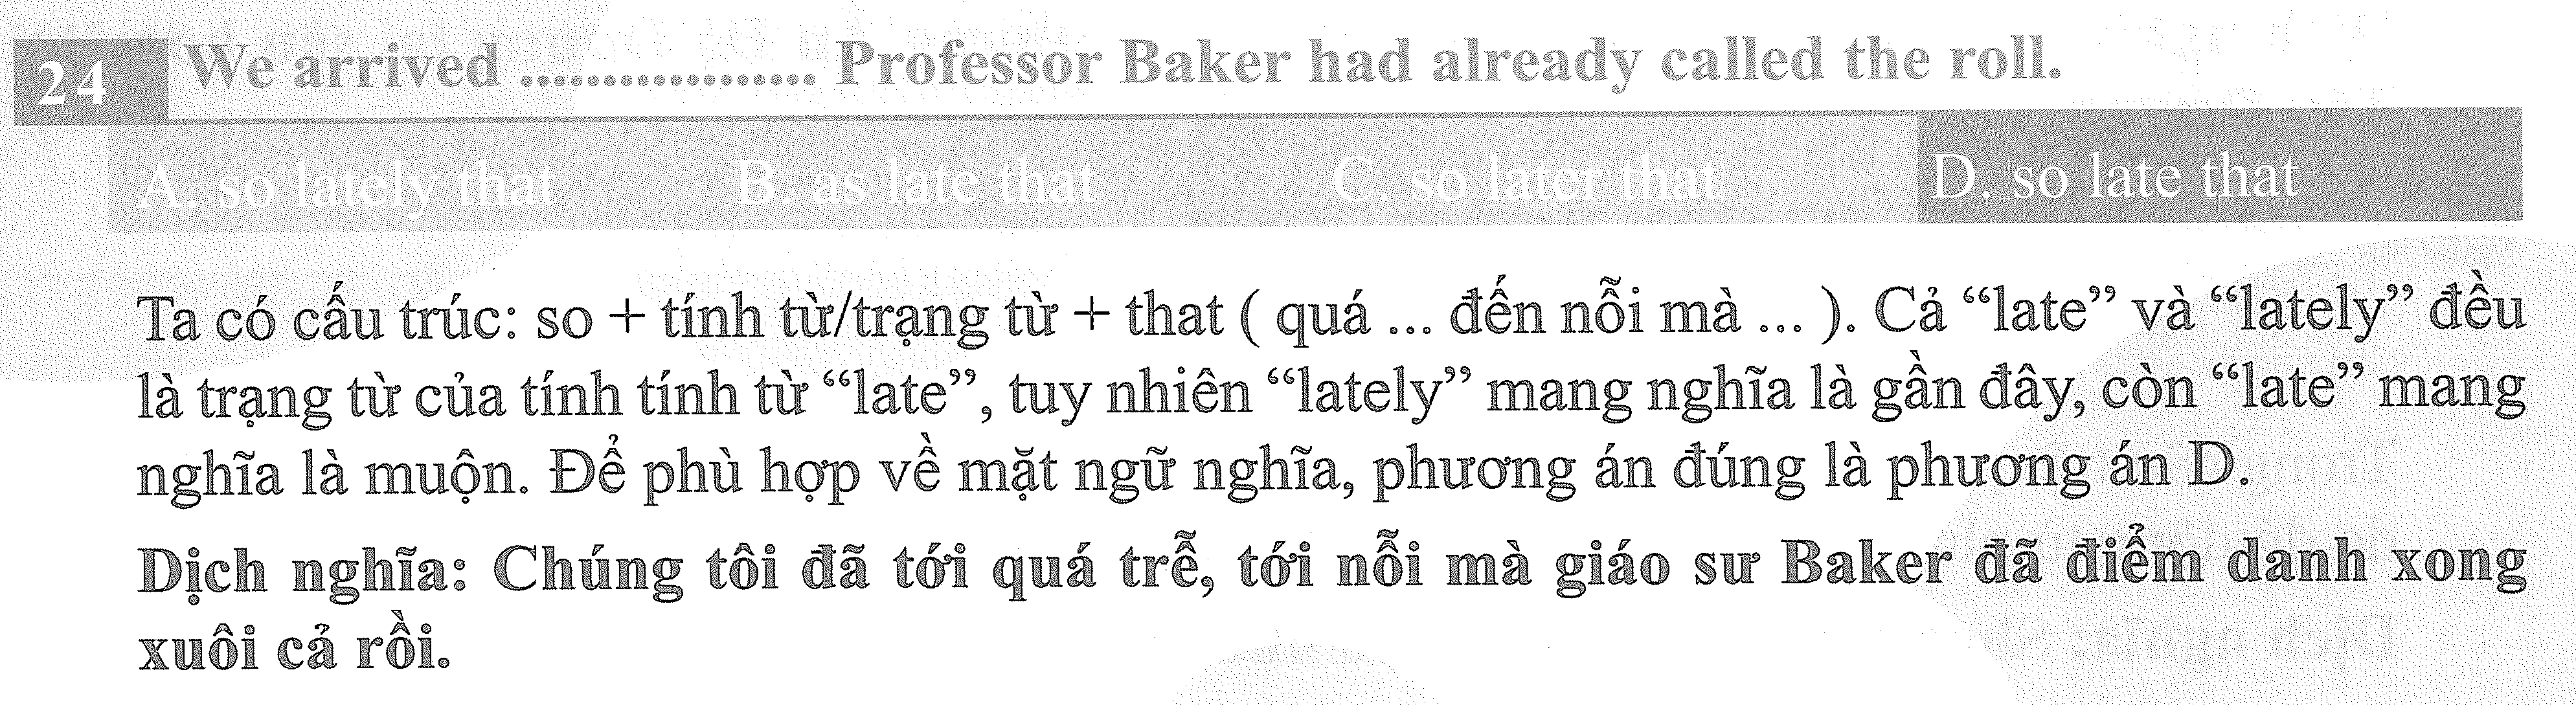 24 We arrived .................. Professor Baker had already called the roll.
A. so lately that B. as late that C. so later that D. so late that
Ta có cấu trúc: so + tính từ/trạng từ + that ( quá ... đến nỗi mà ... ). Cả “late” và “lately” đều
là trạng từ của tính tính từ “late”, tuy nhiên “lately” mang nghĩa là gần đây, còn “late” mang
nghĩa là muộn. Để phù hợp về mặt ngữ nghĩa, phương án đúng là phương án D.
Dịch nghĩa: Chúng tôi đã tới quá trễ, tới nỗi mà giáo sư Baker đã điểm danh xong
xuôi cả rồi.